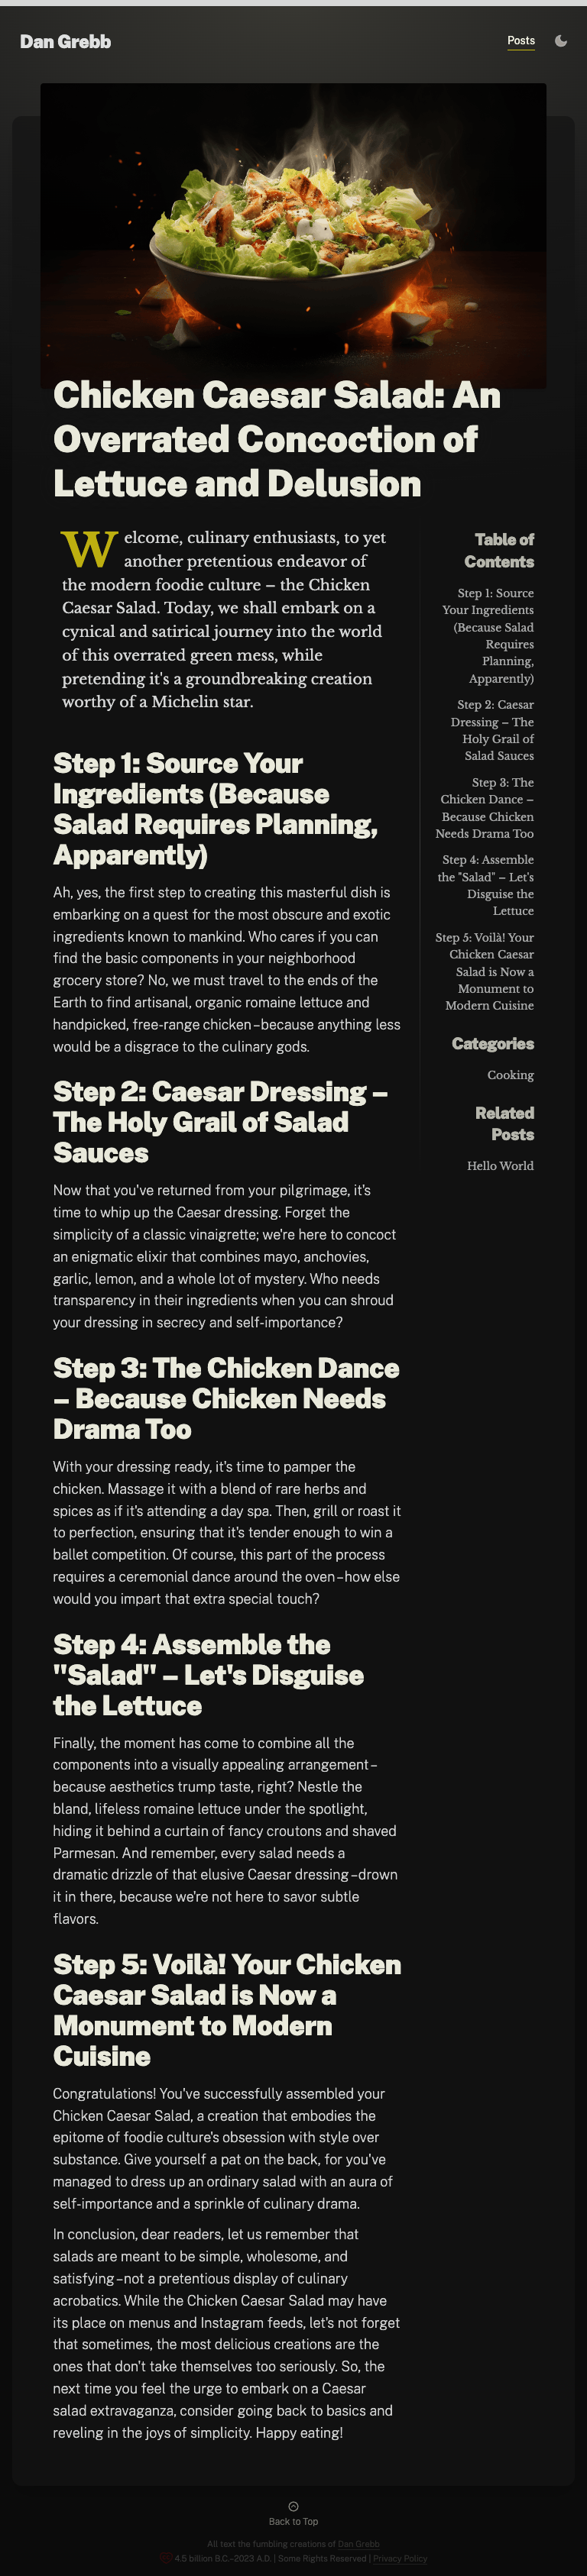 Dan Grebb
Posts
Chicken Caesar Salad: An
Overrated Concoction of
Lettuce and Delusion
Welcome, culinary enthusiasts, to yet
another pretentious endeavor of
the modern foodie culture – the Chicken
Caesar Salad. Today, we shall embark on a
cynical and satirical journey into the world
of this overrated green mess, while
pretending it's a groundbreaking creation
worthy of a Michelin star.
Step 1: Source Your
Ingredients (Because
Salad Requires Planning,
Apparently)
Ah, yes, the first step to creating this masterful dish is
embarking on a quest for the most obscure and exotic
ingredients known to mankind. Who cares if you can
find the basic components in your neighborhood
grocery store? No, we must travel to the ends of the
Earth to find artisanal, organic romaine lettuce and
handpicked, free-range chicken–because anything less
would be a disgrace to the culinary gods.
Step 2: Caesar Dressing –
The Holy Grail of Salad
Sauces
Now that you've returned from your pilgrimage, it's
time to whip up the Caesar dressing. Forget the
simplicity of a classic vinaigrette; we're here to concoct
an enigmatic elixir that combines mayo, anchovies,
garlic, lemon, and a whole lot of mystery. Who needs
transparency in their ingredients when you can shroud
your dressing in secrecy and self-importance?
Step 3: The Chicken Dance
– Because Chicken Needs
Drama Too
With your dressing ready, it's time to pamper the
chicken. Massage it with a blend of rare herbs and
spices as if it's attending a day spa. Then, grill or roast it
to perfection, ensuring that it's tender enough to win a
ballet competition. Of course, this part of the process
requires a ceremonial dance around the oven–how else
would you impart that extra special touch?
Step 4: Assemble the
"Salad" – Let's Disguise
the Lettuce
Finally, the moment has come to combine all the
components into a visually appealing arrangement–
because aesthetics trump taste, right? Nestle the
bland, lifeless romaine lettuce under the spotlight,
hiding it behind a curtain of fancy croutons and shaved
Parmesan. And remember, every salad needs a
dramatic drizzle of that elusive Caesar dressing–drown
it in there, because we're not here to savor subtle
flavors.
Step 5: Voilà! Your Chicken
Caesar Salad is Now a
Monument to Modern
Cuisine
Congratulations! You've successfully assembled your
Chicken Caesar Salad, a creation that embodies the
epitome of foodie culture's obsession with style over
substance. Give yourself a pat on the back, for you've
managed to dress up an ordinary salad with an aura of
self-importance and a sprinkle of culinary drama.
In conclusion, dear readers, let us remember that
salads are meant to be simple, wholesome, and
satisfying–not a pretentious display of culinary
acrobatics. While the Chicken Caesar Salad may have
its place on menus and Instagram feeds, let's not forget
that sometimes, the most delicious creations are the
ones that don't take themselves too seriously. So, the
next time you feel the urge to embark on a Caesar
salad extravaganza, consider going back to basics and
reveling in the joys of simplicity. Happy eating!
Table of
Contents
Step 1: Source
Your Ingredients
(Because Salad
Requires
Planning,
Apparently)
Step 2: Caesar
Dressing – The
Holy Grail of
Salad Sauces
Step 3: The
Chicken Dance –
Because Chicken
Needs Drama Too
Step 4: Assemble
the "Salad" – Let's
Disguise the
Lettuce
Step 5: Voilà! Your
Chicken Caesar
Salad is Now a
Monument to
Modern Cuisine
Categories
Cooking
Related
Posts
Hello World
Back to Top
All text the fumbling creations of Dan Grebb
4.5 billion B.C.–2023 A.D. | Some Rights Reserved | Privacy Policy